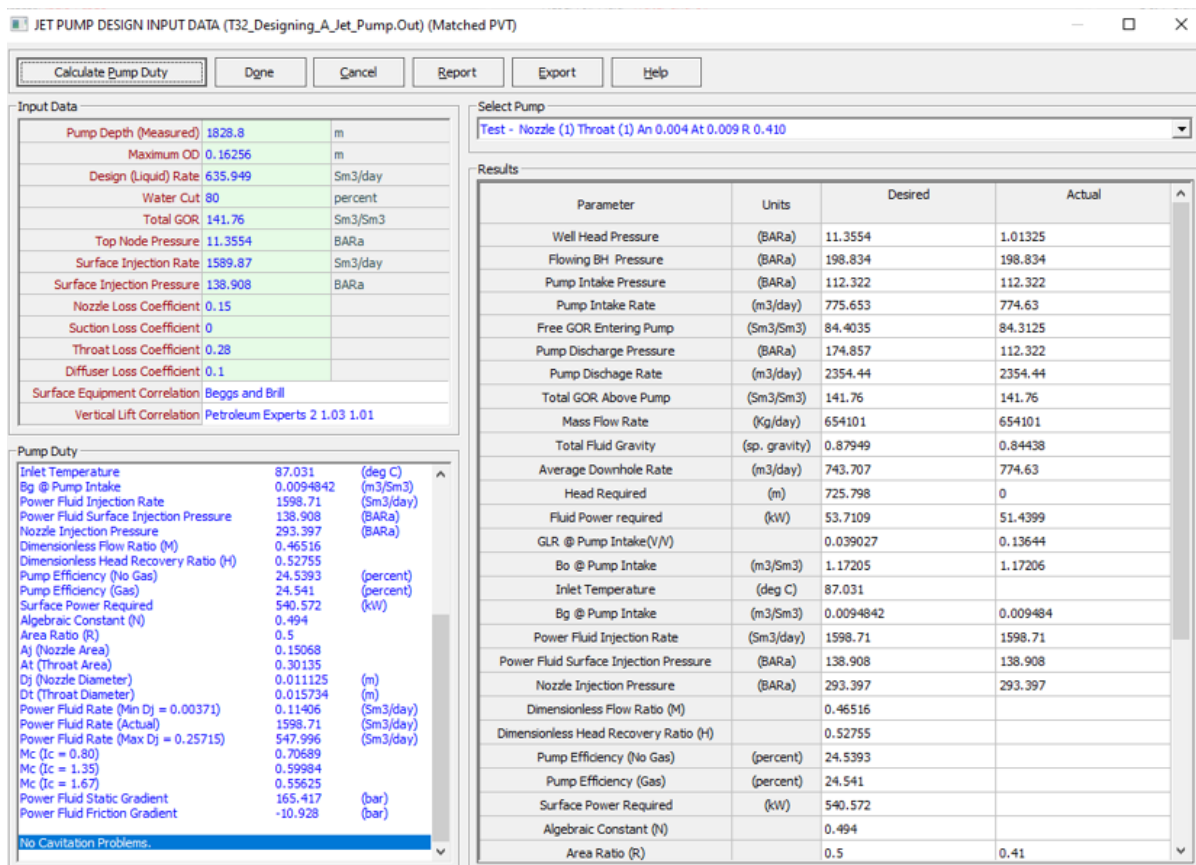 JET PUMP DESIGN INPUT DATA (T32_Designing_A_Jet_Pump.Out) (Matched PVT)
Calculate Pump Duty Done Cancel Report Export Help
Input Data
Pump Depth (Measured) 1828.8 m
Maximum OD 0.16256 m
Design (Liquid) Rate 635.949 Sm3/day
Water Cut 80 percent
Total GOR 141.76 Sm3/Sm3
Top Node Pressure 11.3554 BARa
Surface Injection Rate 1589.87 Sm3/day
Surface Injection Pressure 138.908 BARa
Nozzle Loss Coefficient 0.15
Suction Loss Coefficient 0
Throat Loss Coefficient 0.28
Diffuser Loss Coefficient 0.1
Surface Equipment Correlation Beggs and Brill
Vertical Lift Correlation Petroleum Experts 2 1.03 1.01
Pump Duty
Inlet Temperature 87.031 (deg C)
Bg @ Pump Intake 0.0094842 (m3/Sm3)
Power Fluid Injection Rate 1598.71 (Sm3/day)
Power Fluid Surface Injection Pressure 138.908 (BARa)
Nozzle Injection Pressure 293.397 (BARa)
Dimensionless Flow Ratio (M) 0.46516
Dimensionless Head Recovery Ratio (H) 0.52755
Pump Efficiency (No Gas) 24.5393 (percent)
Pump Efficiency (Gas) 24.541 (percent)
Surface Power Required 540.572 (kW)
Algebraic Constant (N) 0.494
Area Ratio (R) 0.5
Aj (Nozzle Area) 0.15068
At (Throat Area) 0.30135
Dj (Nozzle Diameter) 0.011125 (m)
Dt (Throat Diameter) 0.015734 (m)
Power Fluid Rate (Min Dj = 0.00371) 0.11406 (Sm3/day)
Power Fluid Rate (Actual) 1598.71 (Sm3/day)
Power Fluid Rate (Max Dj = 0.25715) 547.996 (Sm3/day)
Mc (Ic = 0.80) 0.70689
Mc (Ic = 1.35) 0.59984
Mc (Ic = 1.67) 0.55625
Power Fluid Static Gradient 165.417 (bar)
Power Fluid Friction Gradient -10.928 (bar)
No Cavitation Problems.
Select Pump
Test - Nozzle (1) Throat (1) An 0.004 At 0.009 R 0.410
Results
Parameter Units Desired Actual
Well Head Pressure (BARa) 11.3554 1.01325
Flowing BH Pressure (BARa) 198.834 198.834
Pump Intake Pressure (BARa) 112.322 112.322
Pump Intake Rate (m3/day) 775.653 774.63
Free GOR Entering Pump (Sm3/Sm3) 84.4035 84.3125
Pump Discharge Pressure (BARa) 174.857 112.322
Pump Dischage Rate (m3/day) 2354.44 2354.44
Total GOR Above Pump (Sm3/Sm3) 141.76 141.76
Mass Flow Rate (Kg/day) 654101 654101
Total Fluid Gravity (sp. gravity) 0.87949 0.84438
Average Downhole Rate (m3/day) 743.707 774.63
Head Required (m) 725.798 0
Fluid Power required (kW) 53.7109 51.4399
GLR @ Pump Intake(V/V) 0.039027 0.13644
Bo @ Pump Intake (m3/Sm3) 1.17205 1.17206
Inlet Temperature (deg C) 87.031
Bg @ Pump Intake (m3/Sm3) 0.0094842 0.009484
Power Fluid Injection Rate (Sm3/day) 1598.71 1598.71
Power Fluid Surface Injection Pressure (BARa) 138.908 138.908
Nozzle Injection Pressure (BARa) 293.397 293.397
Dimensionless Flow Ratio (M) 0.46516
Dimensionless Head Recovery Ratio (H) 0.52755
Pump Efficiency (No Gas) (percent) 24.5393
Pump Efficiency (Gas) (percent) 24.541
Surface Power Required (kW) 540.572
Algebraic Constant (N) 0.494
Area Ratio (R) 0.5 0.41